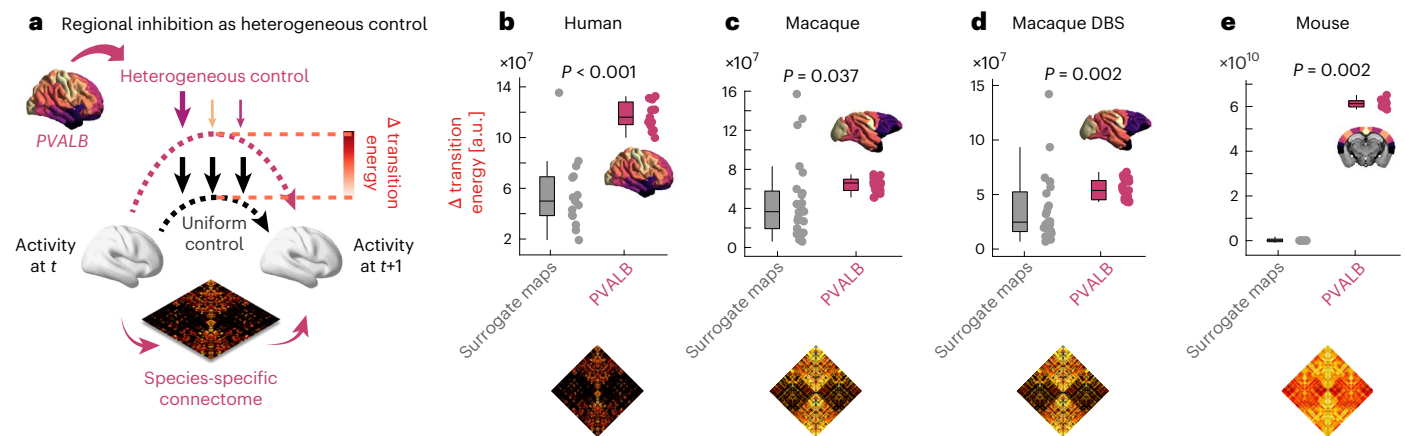 a Regional inhibition as heterogeneous control
PVALB
Heterogeneous control
Δ transition
energy
Uniform
control
Activity
at t
Activity
at t+1
Species-specific
connectome
b Human
×10⁷
P < 0.001
Δ transition
energy [a.u.]
14
10
6
2
Surrogate maps
PVALB
c Macaque
×10⁷
P = 0.037
16
12
8
4
0
Surrogate maps
PVALB
d Macaque DBS
×10⁷
P = 0.002
15
10
5
0
Surrogate maps
PVALB
e Mouse
×10¹⁰
P = 0.002
6
4
2
0
Surrogate maps
PVALB